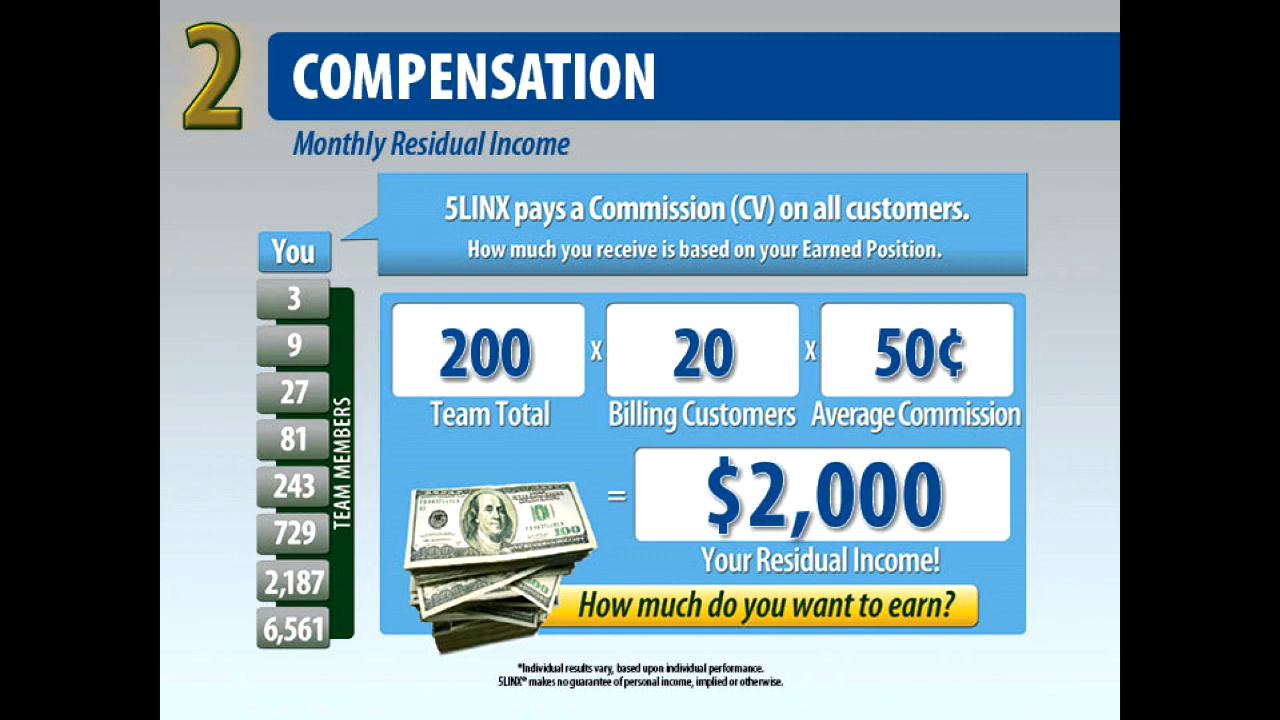 2
COMPENSATION
Monthly Residual Income
5LINX pays a Commission (CV) on all customers.
How much you receive is based on your Earned Position.
You
3
9
27
81
243
729
2,187
6,561
TEAM MEMBERS
200 x 20 x 50¢
Team Total Billing Customers Average Commission
= $2,000
Your Residual Income!
How much do you want to earn?
*Individual results vary, based upon individual performance.
5LINX® makes no guarantee of personal income, implied or otherwise.